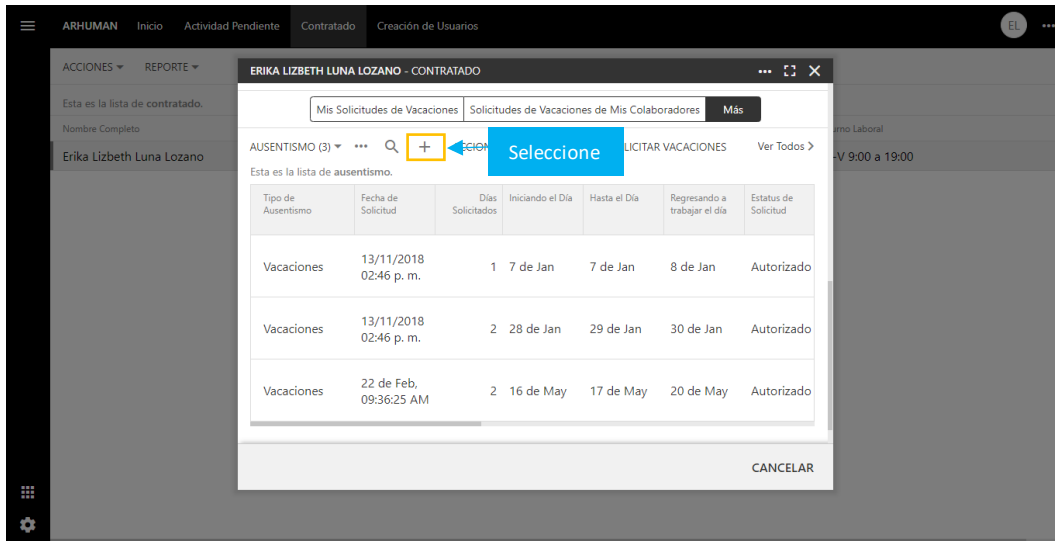 ARHUMAN Inicio Actividad Pendiente Contratado Creación de Usuarios EL
ACCIONES REPORTE
Esta es la lista de contratado.
Nombre Completo
Erika Lizbeth Luna Lozano
Laboral
-V 9:00 a 19:00
ERIKA LIZBETH LUNA LOZANO - CONTRATADO
Mis Solicitudes de Vacaciones Solicitudes de Vacaciones de Mis Colaboradores Más
AUSENTISMO (3) Seleccione VACACIONES Ver Todos
Esta es la lista de ausentismo.
Tipo de Ausentismo Fecha de Solicitud Días Solicitados Iniciando el Día Hasta el Día Regresando a trabajar el día Estatus de Solicitud
Vacaciones 13/11/2018 02:46 p. m. 1 7 de Jan 7 de Jan 8 de Jan Autorizado
Vacaciones 13/11/2018 02:46 p. m. 2 28 de Jan 29 de Jan 30 de Jan Autorizado
Vacaciones 22 de Feb, 09:36:25 AM 2 16 de May 17 de May 20 de May Autorizado
CANCELAR